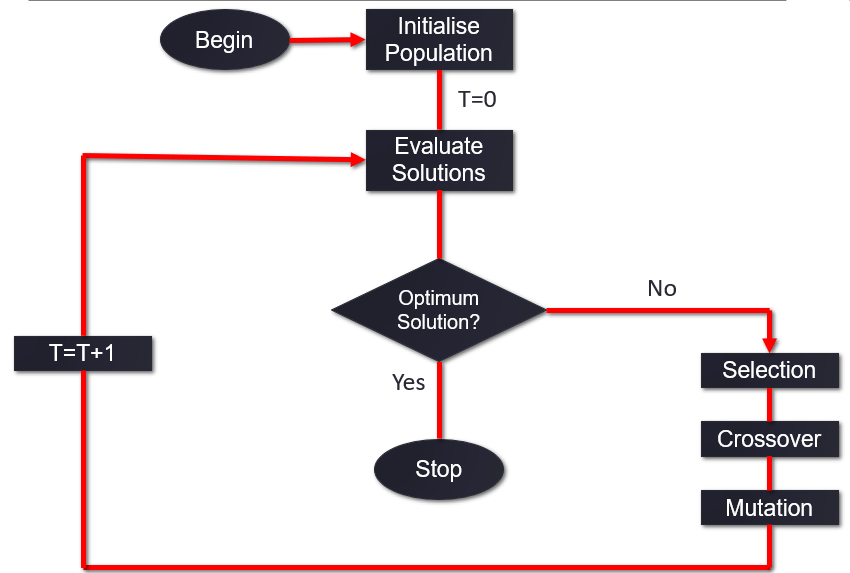 Begin
Initialise
Population
T=0
Evaluate
Solutions
Optimum
Solution?
No
Yes
T=T+1
Selection
Crossover
Mutation
Stop